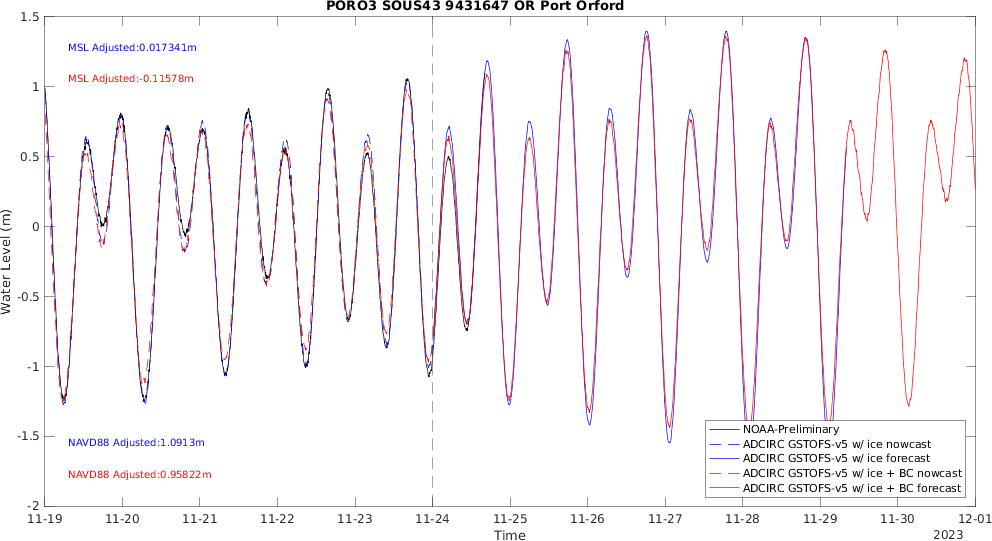 PORO3 SOUS43 9431647 OR Port Orford
MSL Adjusted:0.017341m
MSL Adjusted:-0.11578m
NAVD88 Adjusted:1.0913m
NAVD88 Adjusted:0.95822m
Water Level (m)
1.5
1
0.5
0
-0.5
-1
-1.5
-2
NOAA-Preliminary
ADCIRC GSTOFS-v5 w/ ice nowcast
ADCIRC GSTOFS-v5 w/ ice forecast
ADCIRC GSTOFS-v5 w/ ice + BC nowcast
ADCIRC GSTOFS-v5 w/ ice + BC forecast
11-19 11-20 11-21 11-22 11-23 11-24 11-25 11-26 11-27 11-28 11-29 11-30 12-01
Time
2023